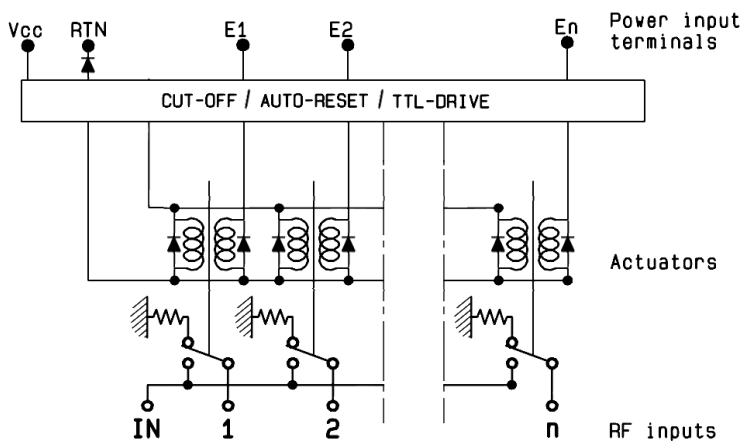 Vcc RTN E1 E2 En Power input
terminals
CUT-OFF / AUTO-RESET / TTL-DRIVE
Actuators
IN 1 2 n RF inputs